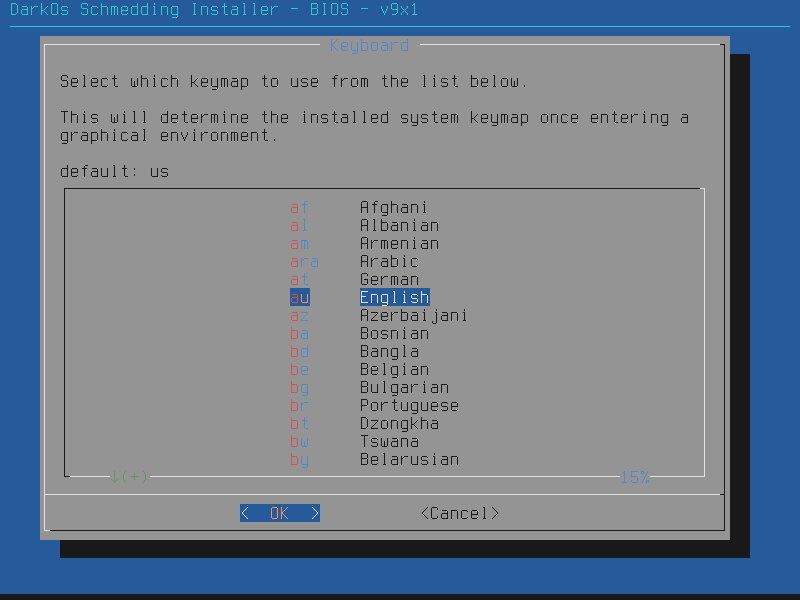 DarkOs Schmedding Installer - BIOS - v9x1
Keyboard
Select which keymap to use from the list below.
This will determine the installed system keymap once entering a
graphical environment.
default: us
af Afghani
al Albanian
am Armenian
ara Arabic
at German
au English
az Azerbaijani
ba Bosnian
bd Bangla
be Belgian
bg Bulgarian
br Portuguese
bt Dzongkha
bw Tswana
by Belarusian
↓(+) 15%
< OK > <Cancel>